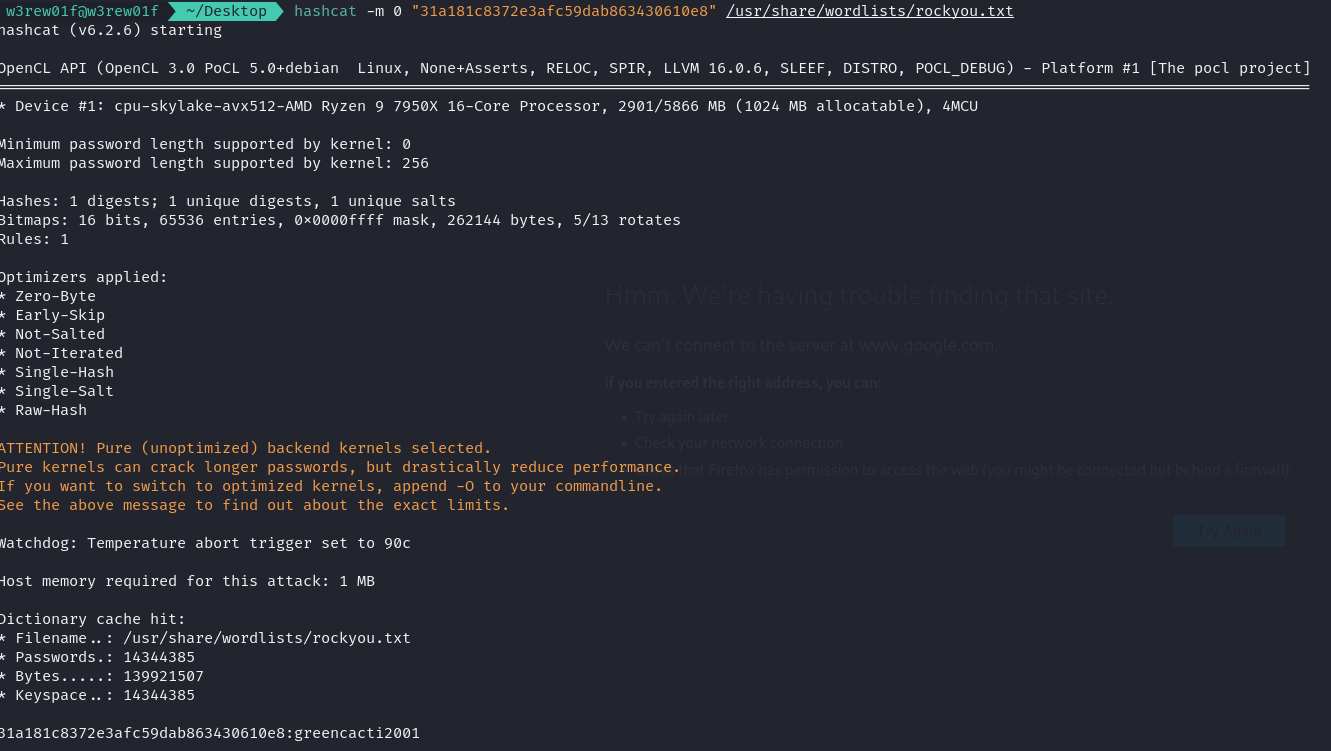 w3rew01f@w3rew01f ~/Desktop hashcat -m 0 "31a181c8372e3afc59dab863430610e8" /usr/share/wordlists/rockyou.txt
hashcat (v6.2.6) starting
OpenCL API (OpenCL 3.0 PoCL 5.0+debian  Linux, None+Asserts, RELOC, SPIR, LLVM 16.0.6, SLEEF, DISTRO, POCL_DEBUG) - Platform #1 [The pocl project]
* Device #1: cpu-skylake-avx512-AMD Ryzen 9 7950X 16-Core Processor, 2901/5866 MB (1024 MB allocatable), 4MCU
Minimum password length supported by kernel: 0
Maximum password length supported by kernel: 256
Hashes: 1 digests; 1 unique digests, 1 unique salts
Bitmaps: 16 bits, 65536 entries, 0x0000ffff mask, 262144 bytes, 5/13 rotates
Rules: 1
Optimizers applied:
* Zero-Byte
* Early-Skip
* Not-Salted
* Not-Iterated
* Single-Hash
* Single-Salt
* Raw-Hash
ATTENTION! Pure (unoptimized) backend kernels selected.
Pure kernels can crack longer passwords, but drastically reduce performance.
If you want to switch to optimized kernels, append -O to your commandline.
See the above message to find out about the exact limits.
Watchdog: Temperature abort trigger set to 90c
Host memory required for this attack: 1 MB
Dictionary cache hit:
* Filename..: /usr/share/wordlists/rockyou.txt
* Passwords.: 14344385
* Bytes.....: 139921507
* Keyspace..: 14344385
31a181c8372e3afc59dab863430610e8:greencacti2001
Hmm. We're having trouble finding that site.
We can't connect to the server at www.google.com.
If you entered the right address, you can:
• Try again later
• Check your network connection
that Firefox has permission to access the web (you might be connected but behind a firewall)
Try Again